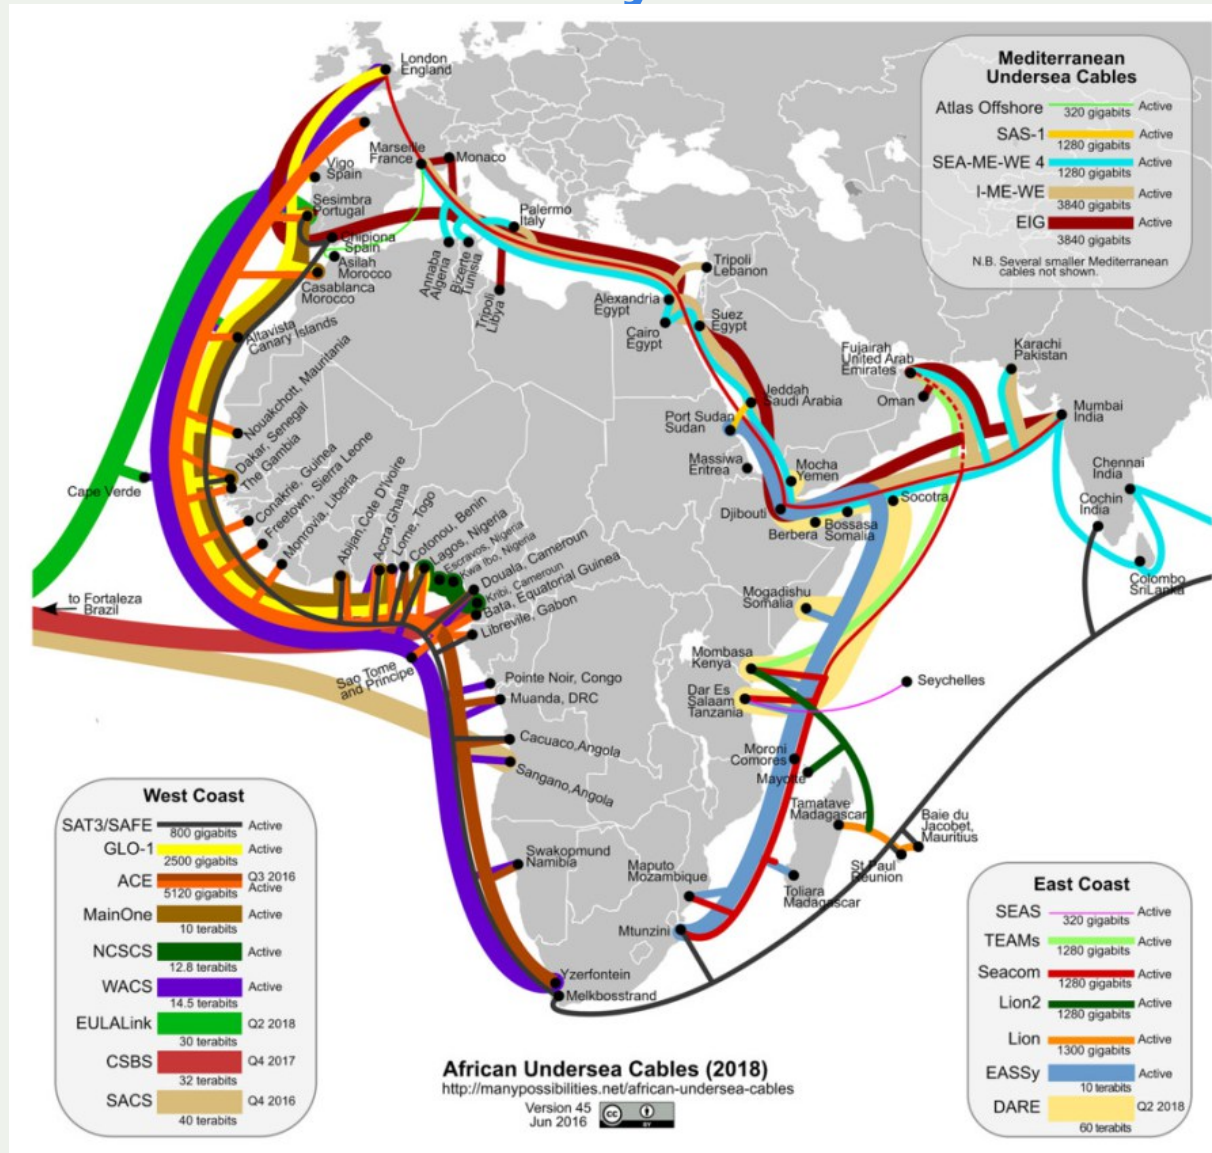 London
England
Marseille
France
Monaco
Vigo
Spain
Sesimbra
Portugal
Chipiona
Spain
Asilah
Morocco
Casablanca
Morocco
Palermo
Italy
Annaba
Algeria
Bizerte
Tunisia
Tripoli
Libya
Tripoli
Lebanon
Alexandria
Egypt
Cairo
Egypt
Suez
Egypt
Altavista
Canary Islands
Nouakchott, Mauntania
Dakar, Senegal
The Gambia
Conakrie, Guinea
Freetown, Sierra Leone
Monrovia, Liberia
Abijan, Cote D'Ivoire
Accra, Ghana
Lome, Togo
Cotonou, Benin
Lagos, Nigeria
Escravos, Nigeria
Kwa Ibo, Nigeria
Douala, Cameroun
Kribi, Cameroun
Bata, Equatorial Guinea
Libreville, Gabon
Cape Verde
to Fortaleza
Brazil
Sao Tome
and Principe
Pointe Noir, Congo
Muanda, DRC
Cacuaco,Angola
Sangano,Angola
Swakopmund
Namibia
Yzerfontein
Melkbosstrand
Jeddah
Saudi Arabia
Port Sudan
Sudan
Massiwa
Eritrea
Mocha
Yemen
Djibouti
Berbera
Bossasa
Somalia
Socotra
Fujairah
United Arab
Emirates
Oman
Karachi
Pakistan
Mumbai
India
Chennai
India
Cochin
India
Colombo
SriLanka
Mogadishu
Somalia
Mombasa
Kenya
Dar Es
Salaam
Tanzania
Seychelles
Moroni
Comores
Mayotte
Tamatave
Madagascar
Baie du
Jacobet,
Mauritius
St Paul
Reunion
Toliara
Madagascar
Maputo
Mozambique
Mtunzini
Mediterranean
Undersea Cables
Atlas Offshore 320 gigabits Active
SAS-1 1280 gigabits Active
SEA-ME-WE 4 1280 gigabits Active
I-ME-WE 3840 gigabits Active
EIG 3840 gigabits Active
N.B. Several smaller Mediterranean
cables not shown.
West Coast
SAT3/SAFE 800 gigabits Active
GLO-1 2500 gigabits Active
ACE 5120 gigabits Q3 2016 Active
MainOne 10 terabits Active
NCSCS 12.8 terabits Active
WACS 14.5 terabits Active
EULALink 30 terabits Q2 2018
CSBS 32 terabits Q4 2017
SACS 40 terabits Q4 2016
East Coast
SEAS 320 gigabits Active
TEAMs 1280 gigabits Active
Seacom 1280 gigabits Active
Lion2 1280 gigabits Active
Lion 1300 gigabits Active
EASSy 10 terabits Active
DARE 60 terabits Q2 2018
African Undersea Cables (2018)
http://manypossibilities.net/african-undersea-cables
Version 45
Jun 2016
cc
BY